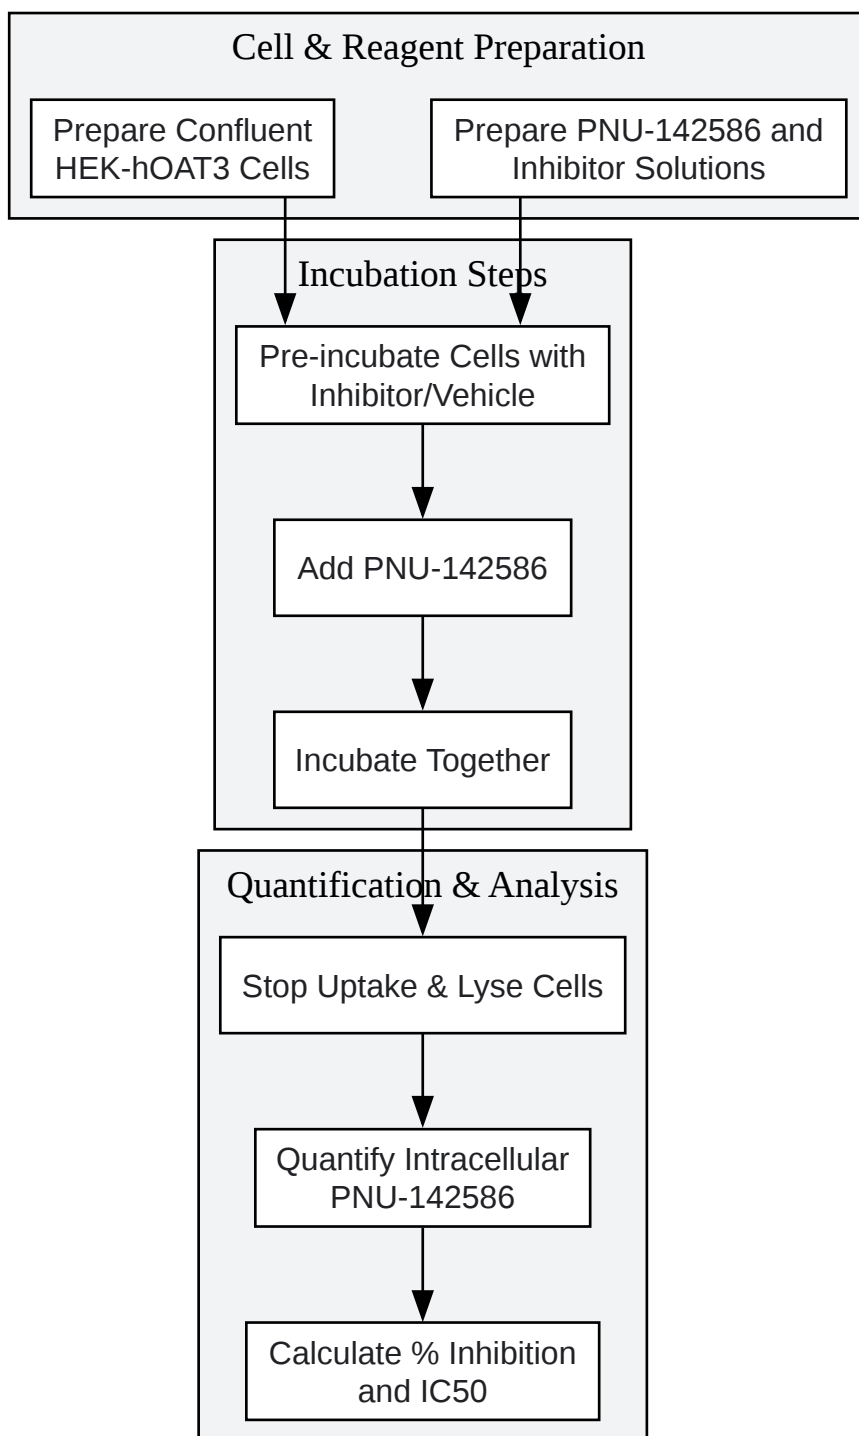 Cell & Reagent Preparation
Prepare Confluent
HEK-hOAT3 Cells
Prepare PNU-142586 and
Inhibitor Solutions
Incubation Steps
Pre-incubate Cells with
Inhibitor/Vehicle
Add PNU-142586
Incubate Together
Quantification & Analysis
Stop Uptake & Lyse Cells
Quantify Intracellular
PNU-142586
Calculate % Inhibition
and IC50